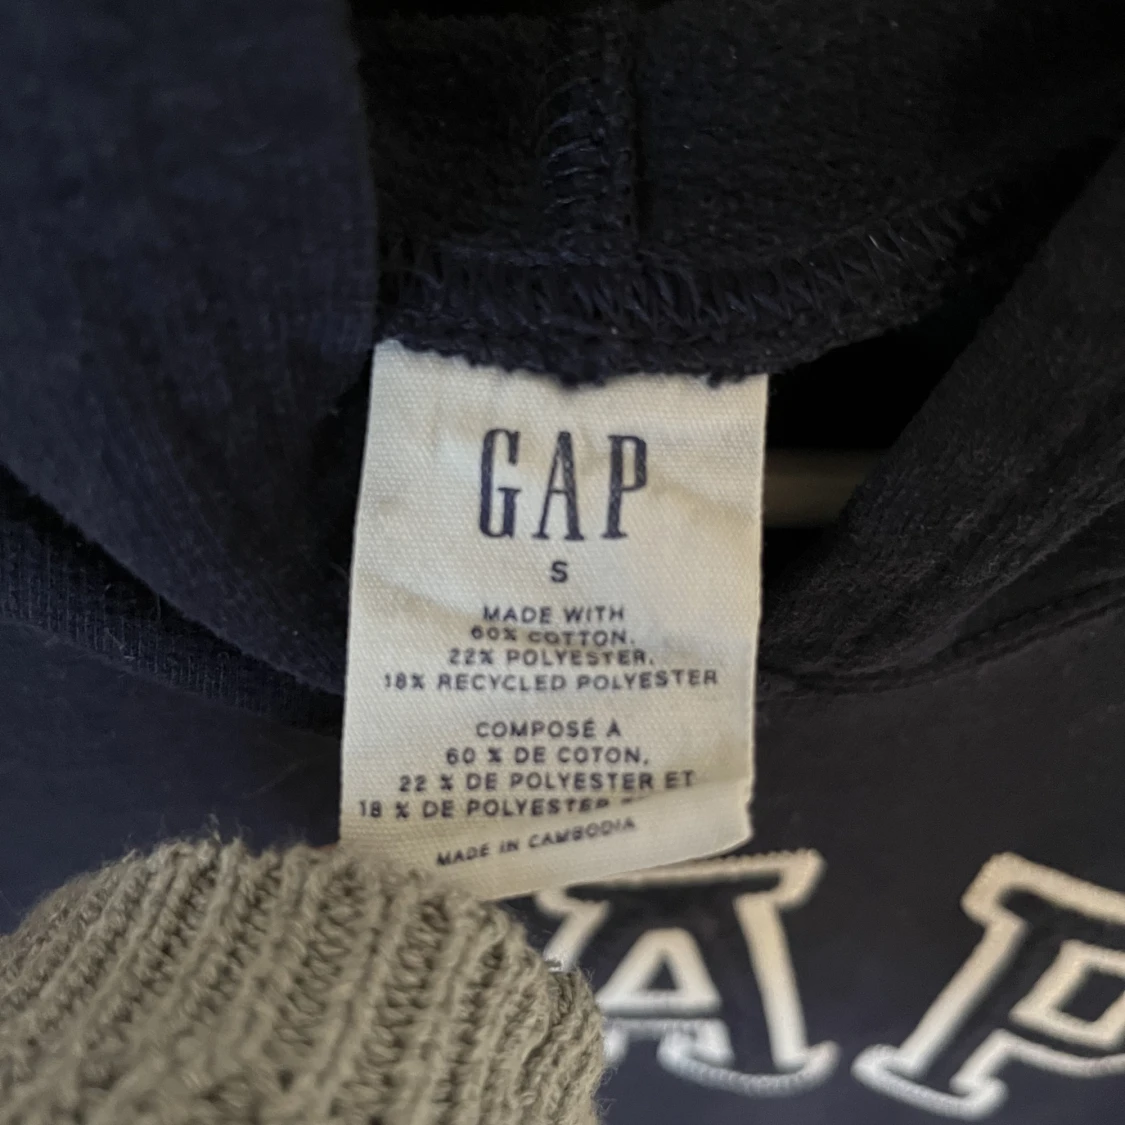 GAP
S
MADE WITH
60% COTTON,
22% POLYESTER,
18% RECYCLED POLYESTER
COMPOSÉ À
60 % DE COTON,
22 % DE POLYESTER ET
18 % DE POLYESTER
MADE IN CAMBODIA
AP